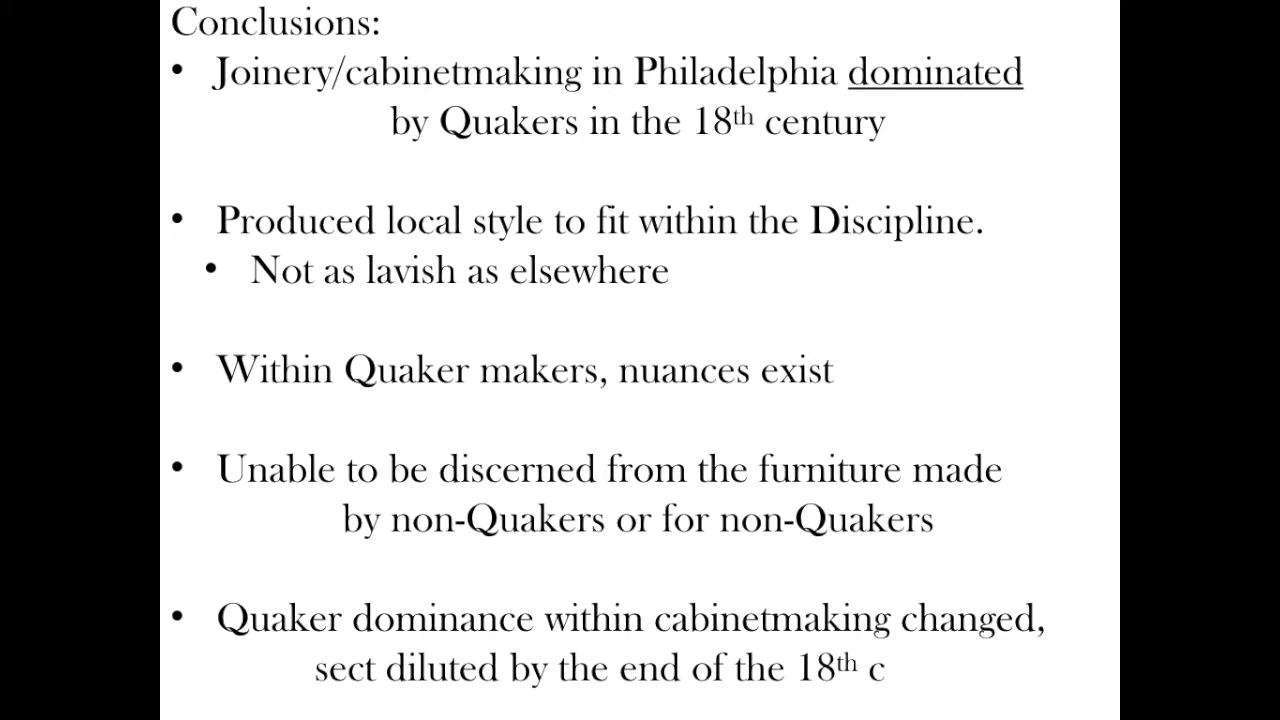 Conclusions:
• Joinery/cabinetmaking in Philadelphia dominated
by Quakers in the 18th century
• Produced local style to fit within the Discipline.
• Not as lavish as elsewhere
• Within Quaker makers, nuances exist
• Unable to be discerned from the furniture made
by non-Quakers or for non-Quakers
• Quaker dominance within cabinetmaking changed,
sect diluted by the end of the 18th c